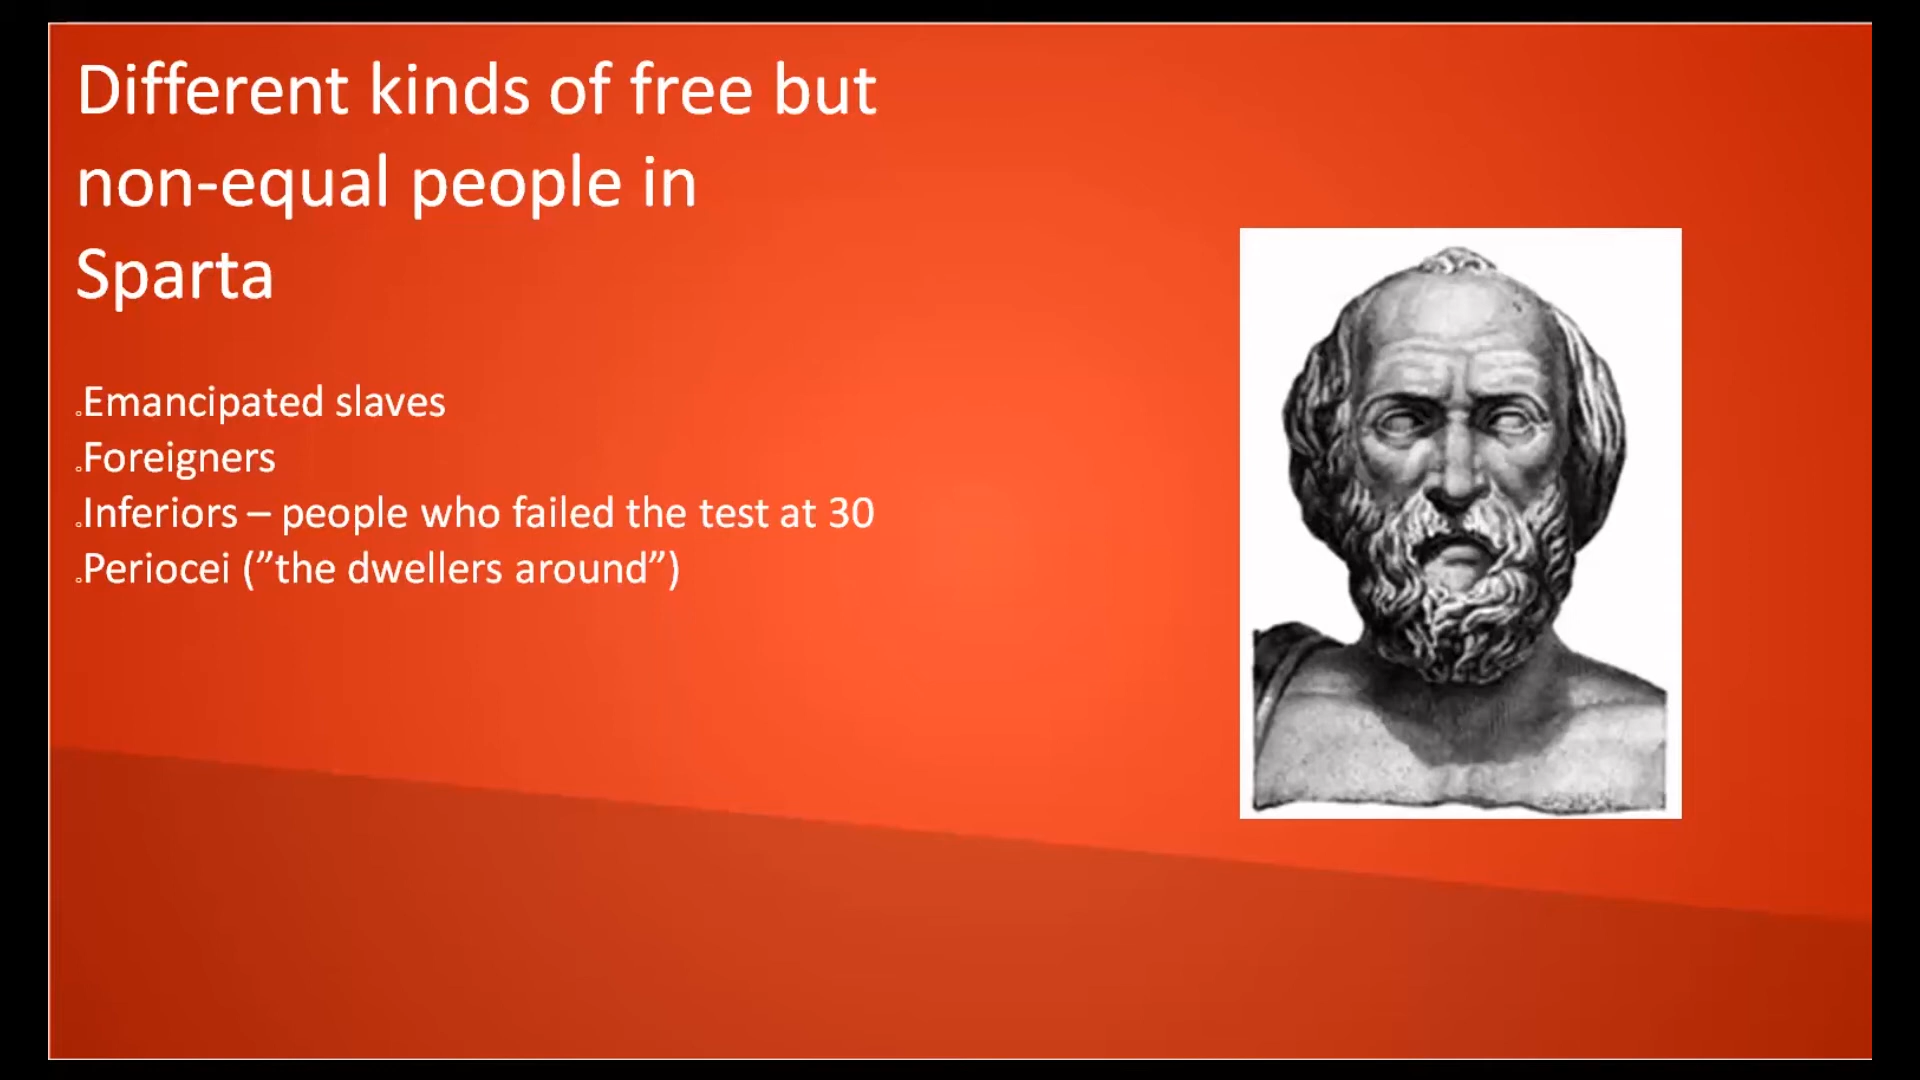 Different kinds of free but
non-equal people in
Sparta
Emancipated slaves
Foreigners
Inferiors – people who failed the test at 30
Periocei (”the dwellers around”)